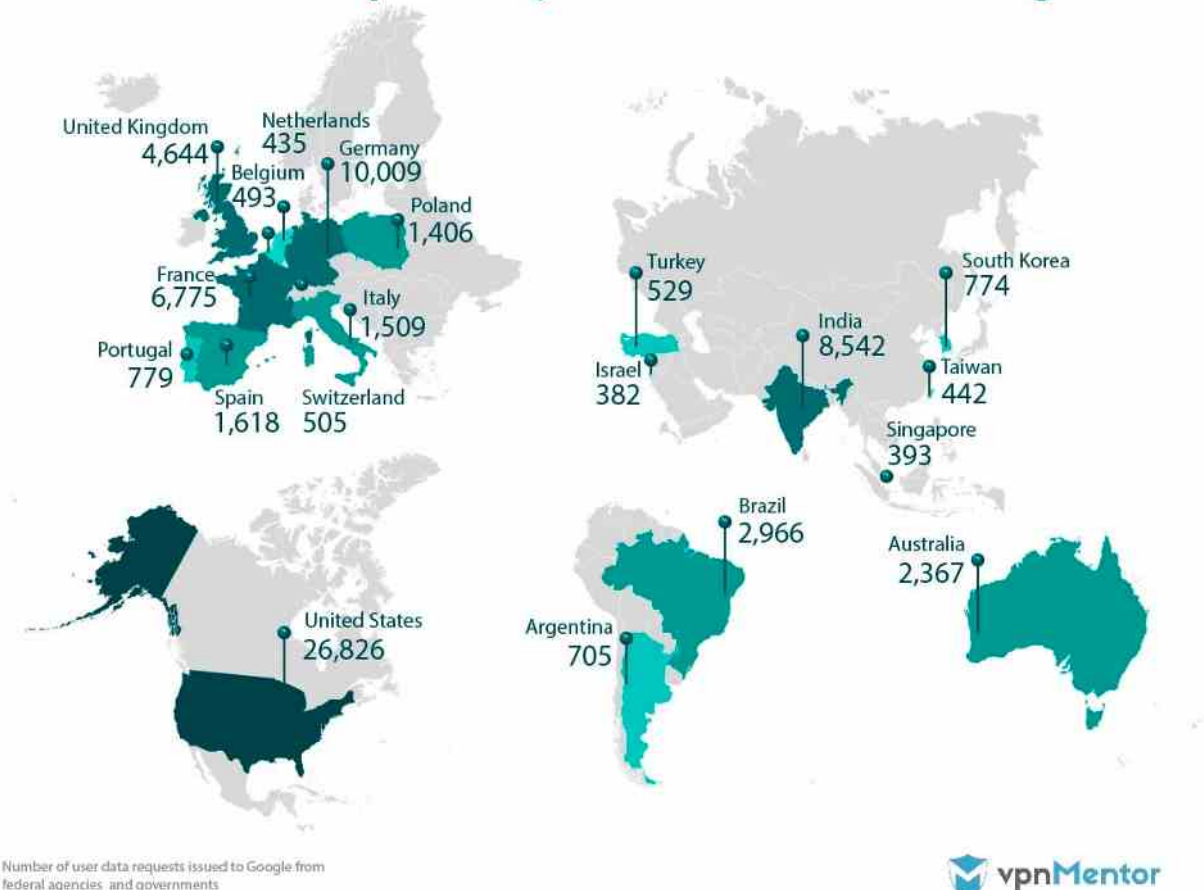 United Kingdom
4,644
Netherlands
435
Germany
10,009
Belgium
493
Poland
1,406
France
6,775
Italy
1,509
Portugal
779
Spain
1,618
Switzerland
505
Turkey
529
South Korea
774
India
8,542
Israel
382
Taiwan
442
Singapore
393
United States
26,826
Brazil
2,966
Argentina
705
Australia
2,367
Number of user data requests issued to Google from
federal agencies and governments
vpnMentor